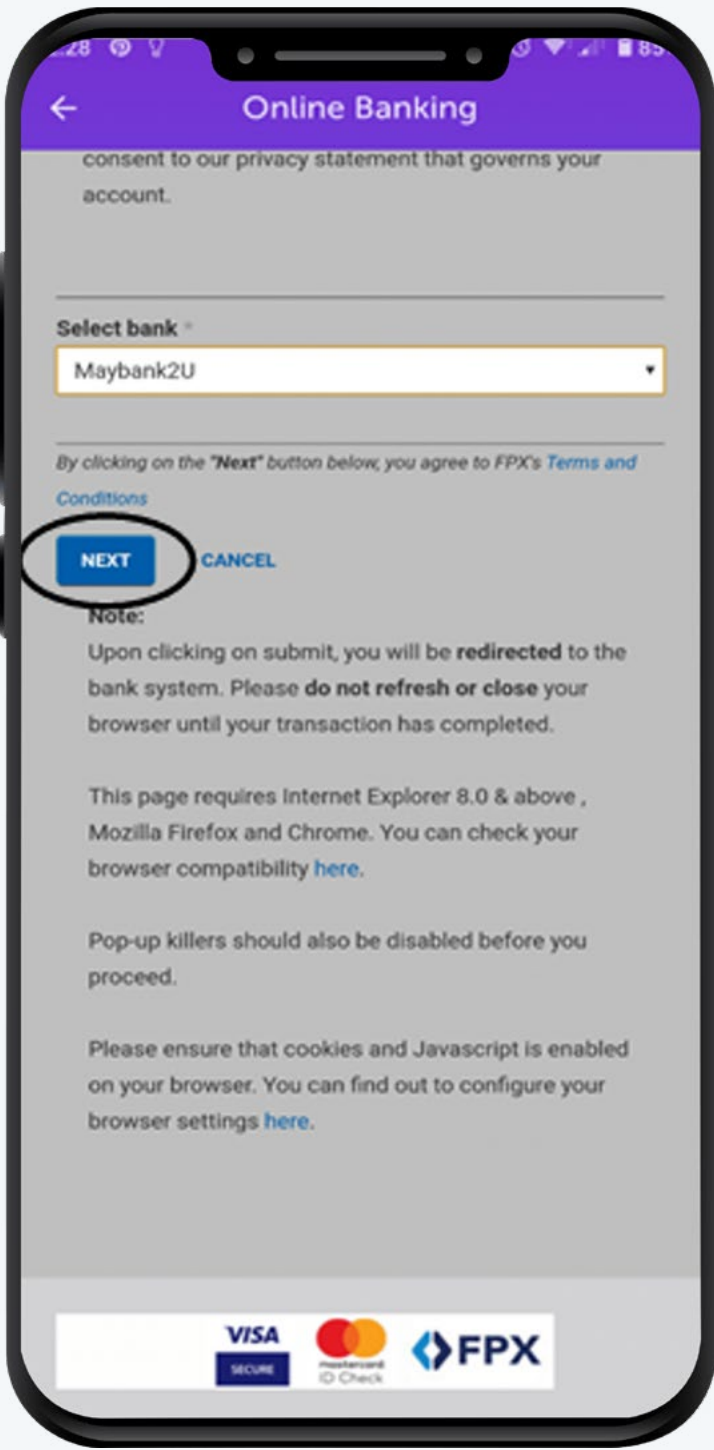 :28
85
Online Banking
consent to our privacy statement that governs your
account.
Select bank *
Maybank2U
By clicking on the "Next" button below, you agree to FPX's Terms and
Conditions
NEXT CANCEL
Note:
Upon clicking on submit, you will be redirected to the
bank system. Please do not refresh or close your
browser until your transaction has completed.
This page requires Internet Explorer 8.0 & above ,
Mozilla Firefox and Chrome. You can check your
browser compatibility here.
Pop-up killers should also be disabled before you
proceed.
Please ensure that cookies and Javascript is enabled
on your browser. You can find out to configure your
browser settings here.
VISA
SECURE
mastercard
ID Check
FPX